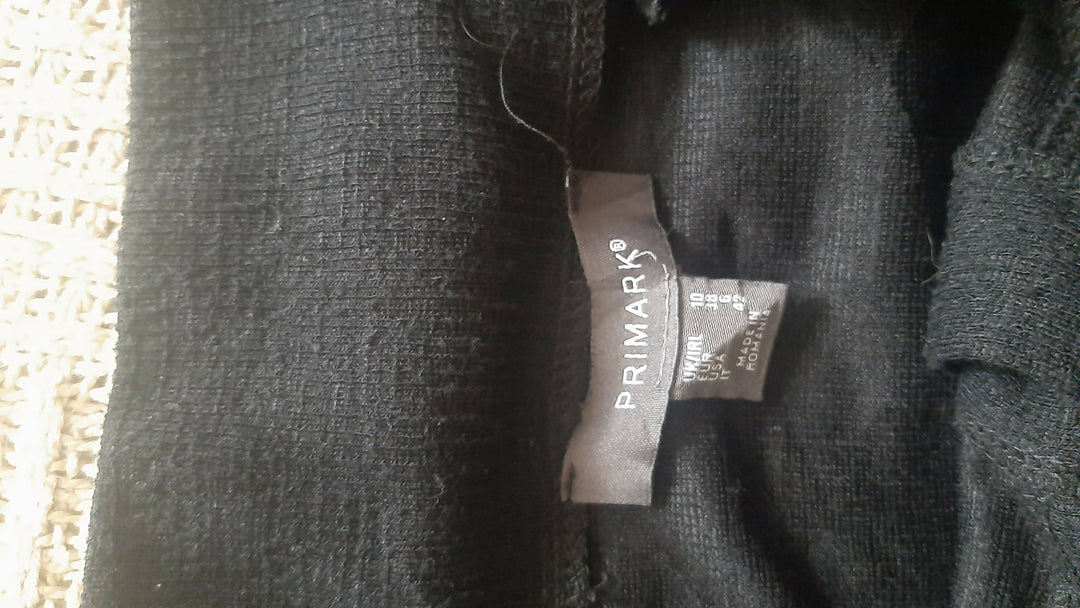 PRIMARK®
UK/IRL 10
EUR 38
USA 6
IT 42
MADE IN
ROMANIA